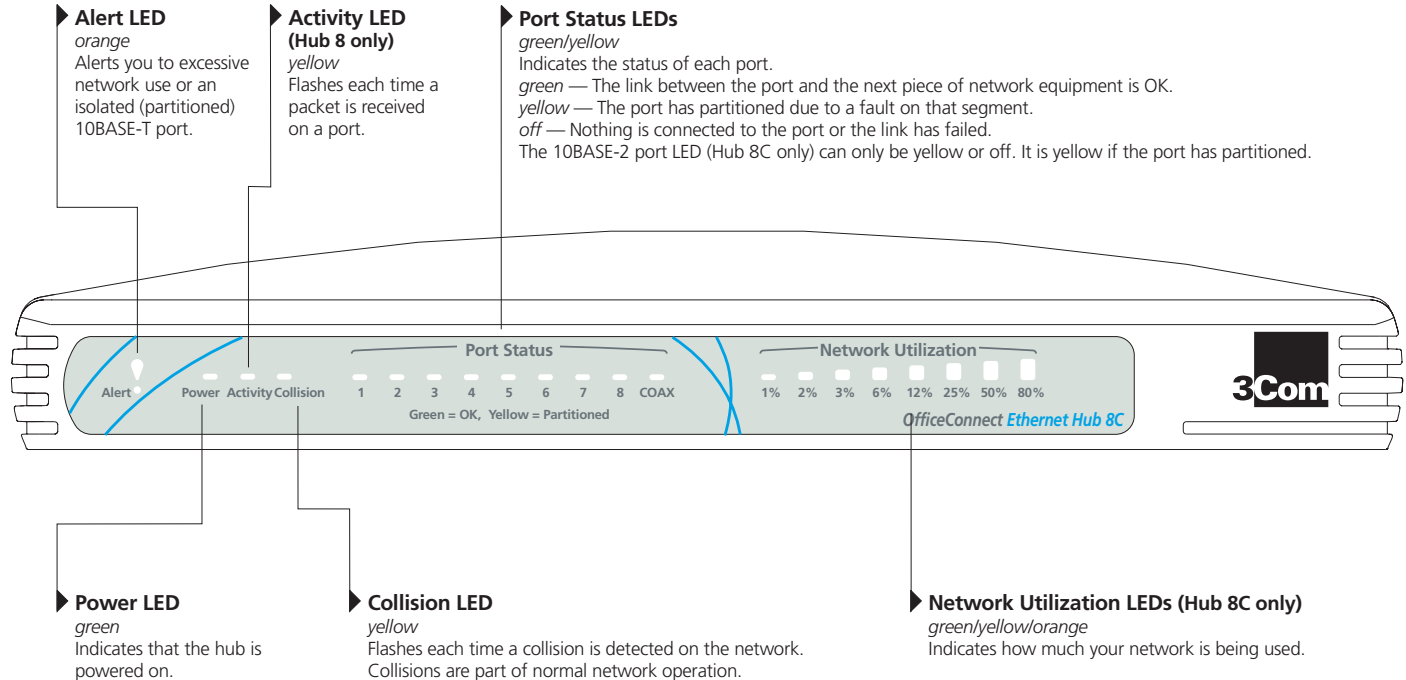 Alert LED
orange
Alerts you to excessive
network use or an
isolated (partitioned)
10BASE-T port.
Activity LED
(Hub 8 only)
yellow
Flashes each time a
packet is received
on a port.
Port Status LEDs
green/yellow
Indicates the status of each port.
green — The link between the port and the next piece of network equipment is OK.
yellow — The port has partitioned due to a fault on that segment.
off — Nothing is connected to the port or the link has failed.
The 10BASE-2 port LED (Hub 8C only) can only be yellow or off. It is yellow if the port has partitioned.
Port Status
Network Utilization
Alert Power Activity Collision 1 2 3 4 5 6 7 8 COAX 1% 2% 3% 6% 12% 25% 50% 80%
Green = OK, Yellow = Partitioned
OfficeConnect Ethernet Hub 8C
3Com
Power LED
green
Indicates that the hub is
powered on.
Collision LED
yellow
Flashes each time a collision is detected on the network.
Collisions are part of normal network operation.
Network Utilization LEDs (Hub 8C only)
green/yellow/orange
Indicates how much your network is being used.